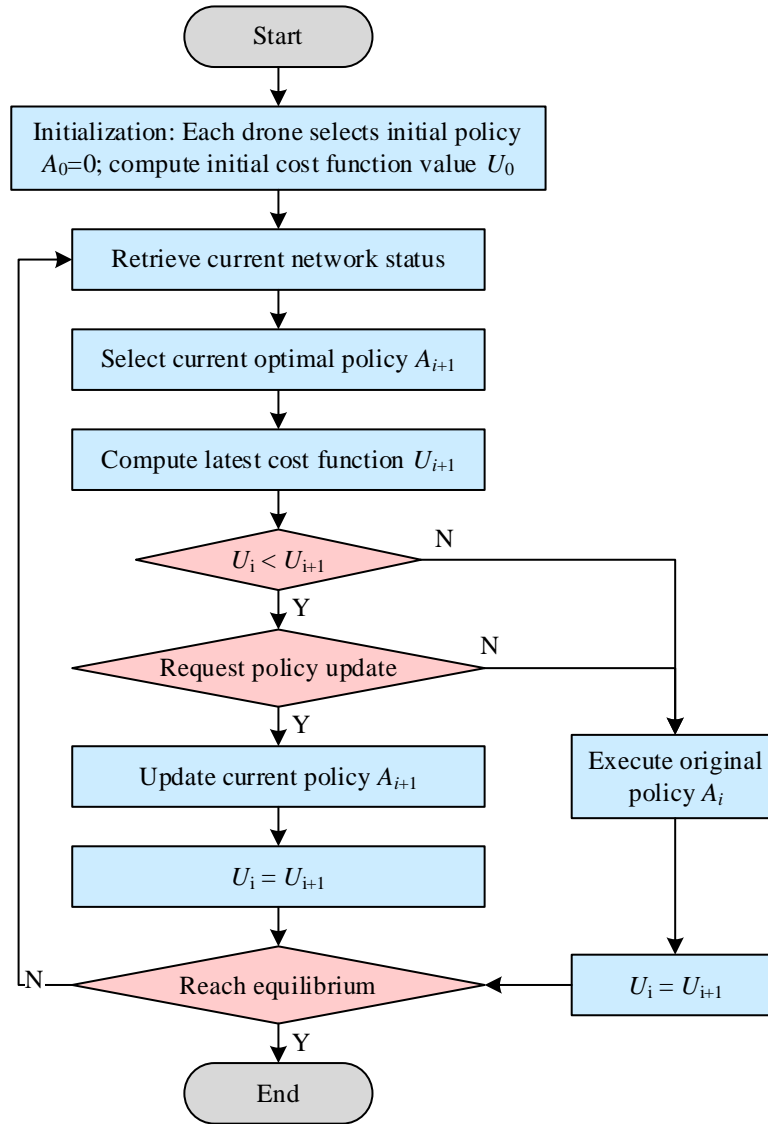 Start
Initialization: Each drone selects initial policy
A₀=0; compute initial cost function value U₀
Retrieve current network status
Select current optimal policy Aᵢ₊₁
Compute latest cost function Uᵢ₊₁
Uᵢ < Uᵢ₊₁
N
Y
Request policy update
N
Y
Update current policy Aᵢ₊₁
Execute original
policy Aᵢ
Uᵢ = Uᵢ₊₁
Reach equilibrium
N
Uᵢ = Uᵢ₊₁
Y
End